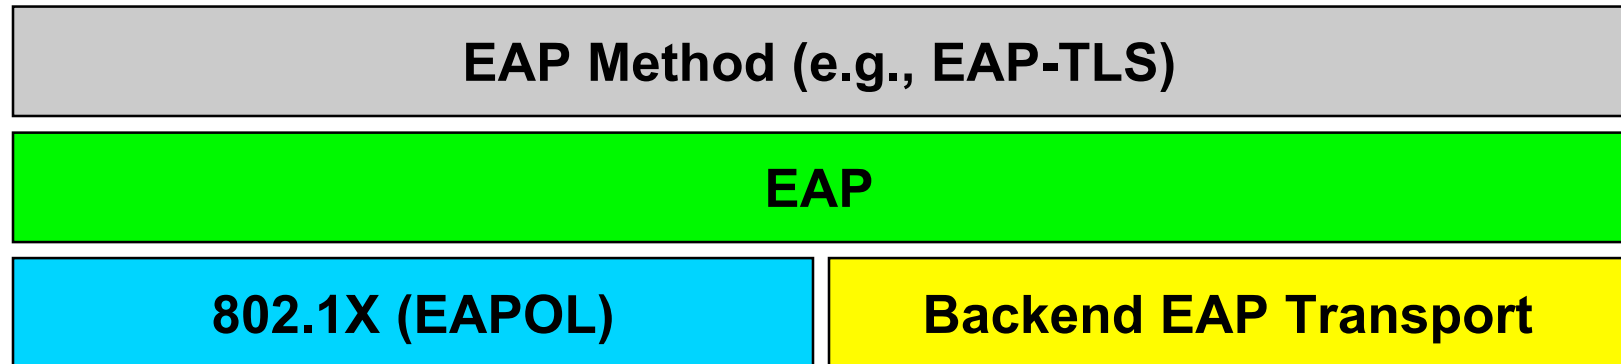 EAP Method (e.g., EAP-TLS)
EAP
802.1X (EAPOL)
Backend EAP Transport